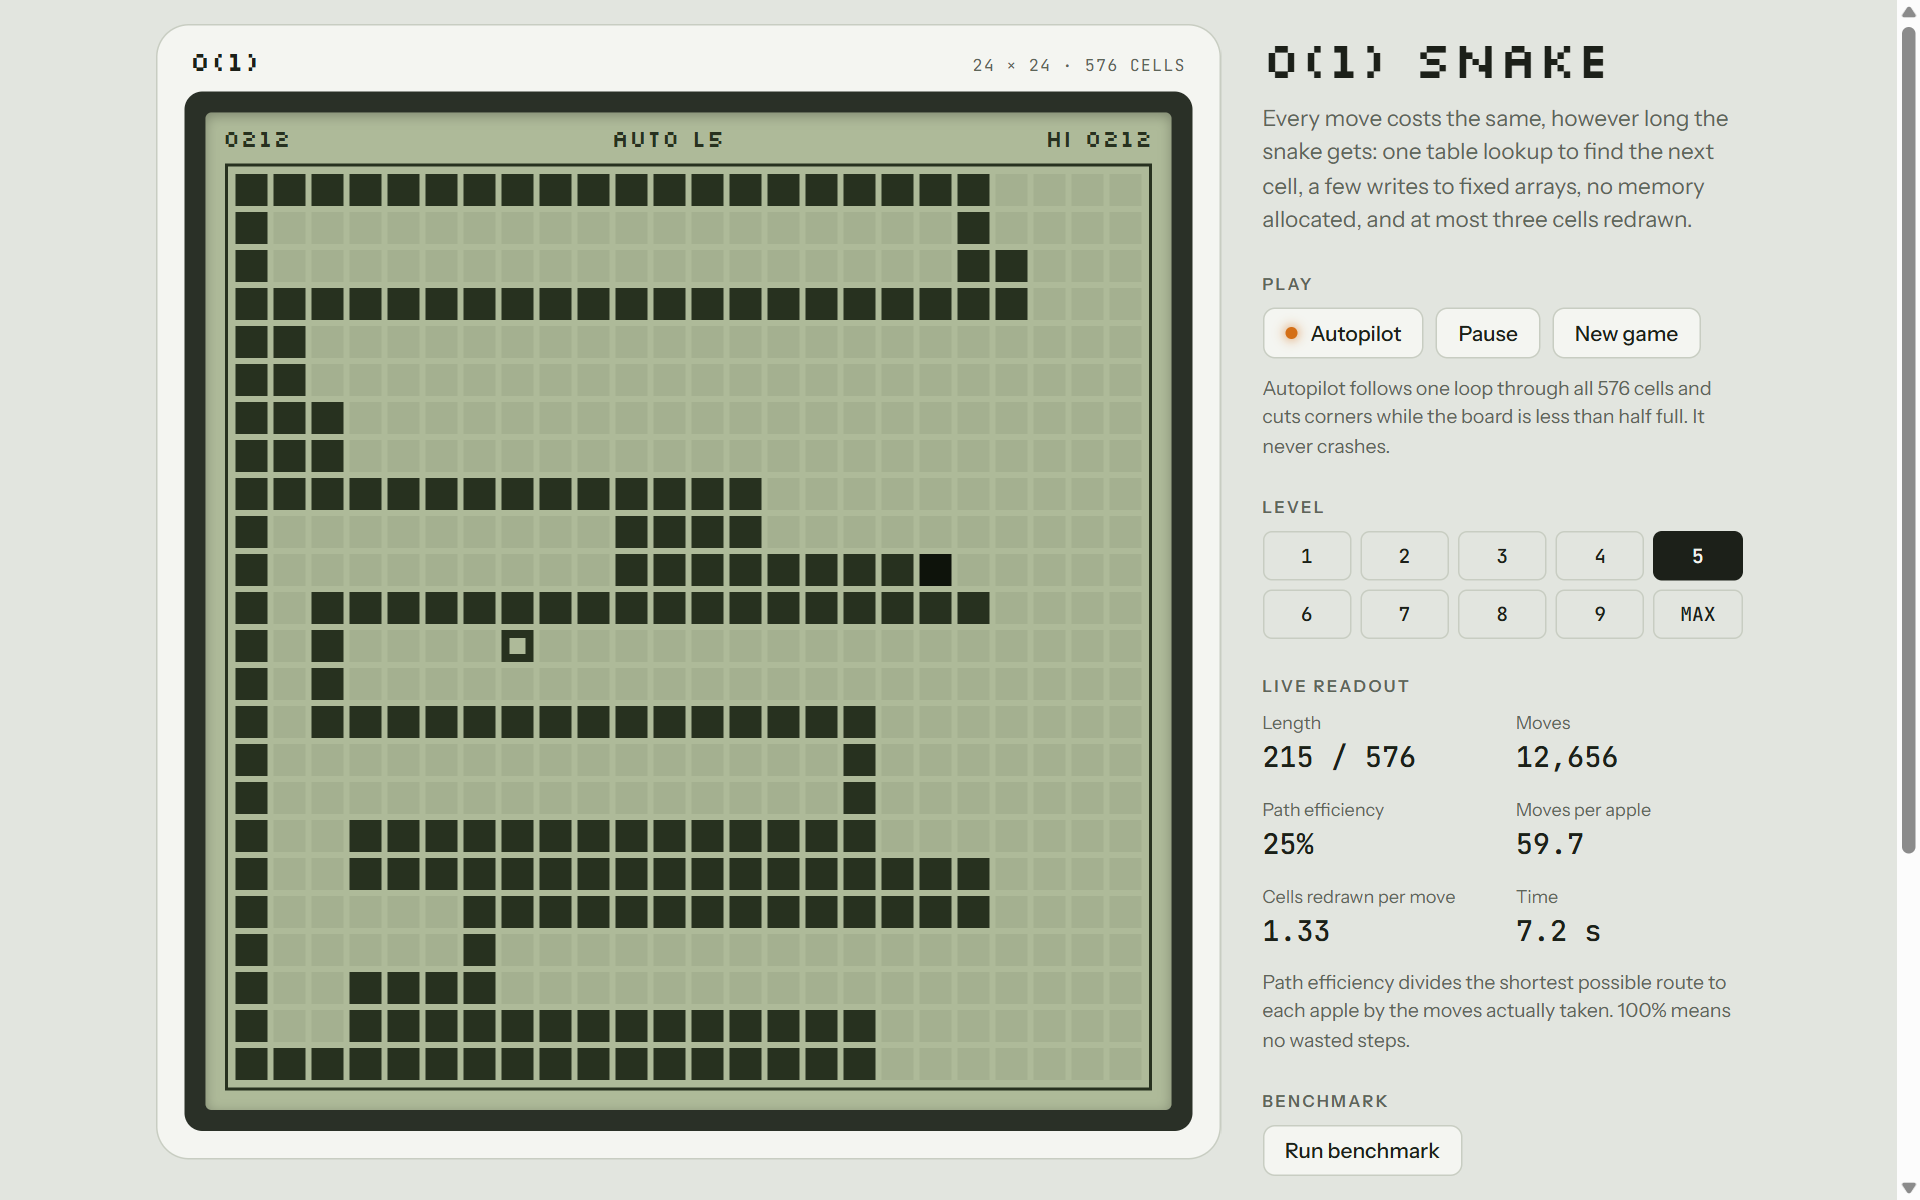 O(1)
24 × 24 · 576 CELLS
0212
AUTO L5
HI 0212
O(1) SNAKE
Every move costs the same, however long the
snake gets: one table lookup to find the next
cell, a few writes to fixed arrays, no memory
allocated, and at most three cells redrawn.
PLAY
Autopilot
Pause
New game
Autopilot follows one loop through all 576 cells and
cuts corners while the board is less than half full. It
never crashes.
LEVEL
1
2
3
4
5
6
7
8
9
MAX
LIVE READOUT
Length
Moves
215 / 576
12,656
Path efficiency
Moves per apple
25%
59.7
Cells redrawn per move
Time
1.33
7.2 s
Path efficiency divides the shortest possible route to
each apple by the moves actually taken. 100% means
no wasted steps.
BENCHMARK
Run benchmark